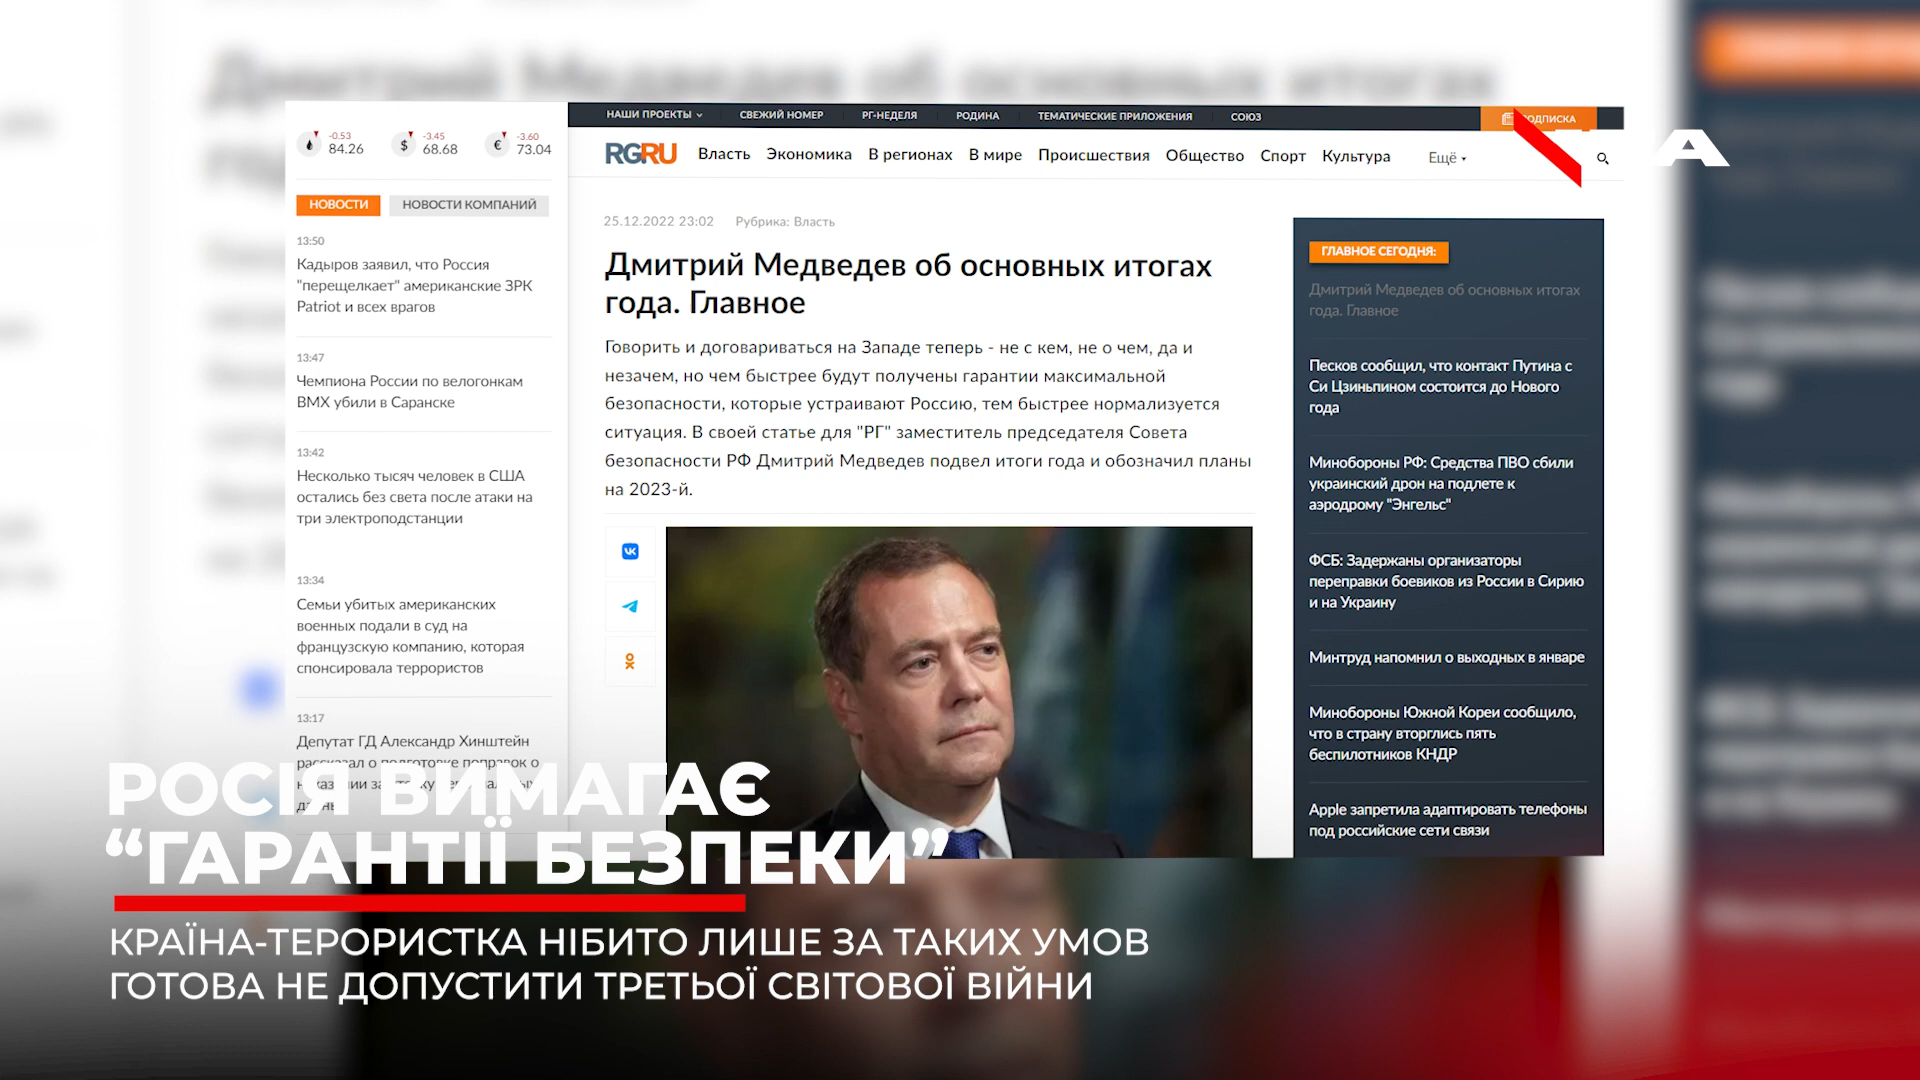 Дмитрий Медведев об основных итогах
НАШИ ПРОЕКТЫ
СВЕЖИЙ НОМЕР
РГ-НЕДЕЛЯ
РОДИНА
ТЕМАТИЧЕСКИЕ ПРИЛОЖЕНИЯ
СОЮЗ
-0.53
84.26
$
-3.45
68.68
€
-3.60
73.04
RGRU
Власть
Экономика
В регионах
В мире
Происшествия
Общество
Спорт
Культура
Ещё
НОВОСТИ
НОВОСТИ КОМПАНИЙ
13:50
Кадыров заявил, что Россия
"перещелкает" американские ЗРК
Patriot и всех врагов
13:47
Чемпиона России по велогонкам
BMX убили в Саранске
13:42
Несколько тысяч человек в США
остались без света после атаки на
три электроподстанции
13:34
Семьи убитых американских
военных подали в суд на
французскую компанию, которая
спонсировала террористов
13:17
Депутат ГД Александр Хинштейн
рассказал о подготовке поправок о
25.12.2022 23:02
Рубрика: Власть
Дмитрий Медведев об основных итогах
года. Главное
Говорить и договариваться на Западе теперь - не с кем, не о чем, да и
незачем, но чем быстрее будут получены гарантии максимальной
безопасности, которые устраивают Россию, тем быстрее нормализуется
ситуация. В своей статье для "РГ" заместитель председателя Совета
безопасности РФ Дмитрий Медведев подвел итоги года и обозначил планы
на 2023-й.
ГЛАВНОЕ СЕГОДНЯ:
Дмитрий Медведев об основных итогах
года. Главное
Песков сообщил, что контакт Путина с
Си Цзиньпином состоится до Нового
года
Минобороны РФ: Средства ПВО сбили
украинский дрон на подлете к
аэродрому "Энгельс"
ФСБ: Задержаны организаторы
переправки боевиков из России в Сирию
и на Украину
Минтруд напомнил о выходных в январе
Минобороны Южной Кореи сообщило,
что в страну вторглись пять
беспилотников КНДР
Apple запретила адаптировать телефоны
под российские сети связи
РОСІЯ ВИМАГАЄ
“ГАРАНТІЇ БЕЗПЕКИ”
КРАЇНА-ТЕРОРИСТКА НІБИТО ЛИШЕ ЗА ТАКИХ УМОВ
ГОТОВА НЕ ДОПУСТИТИ ТРЕТЬОЇ СВІТОВОЇ ВІЙНИ